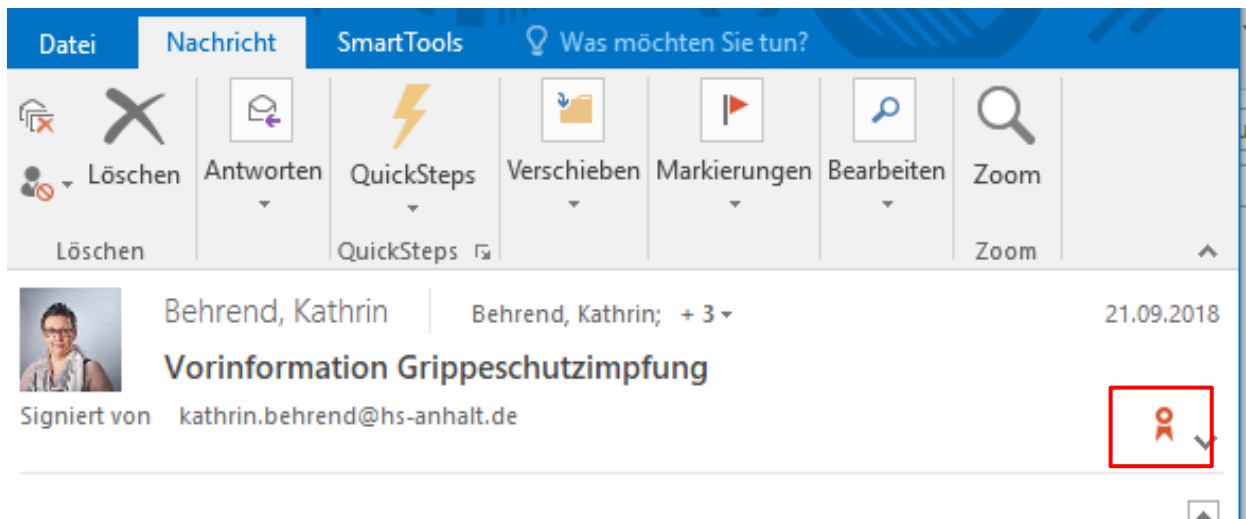 Datei Nachricht SmartTools Was möchten Sie tun?
Löschen Antworten QuickSteps Verschieben Markierungen Bearbeiten Zoom
Löschen QuickSteps Zoom
Behrend, Kathrin Behrend, Kathrin; + 3 21.09.2018
Vorinformation Grippeschutzimpfung
Signiert von kathrin.behrend@hs-anhalt.de